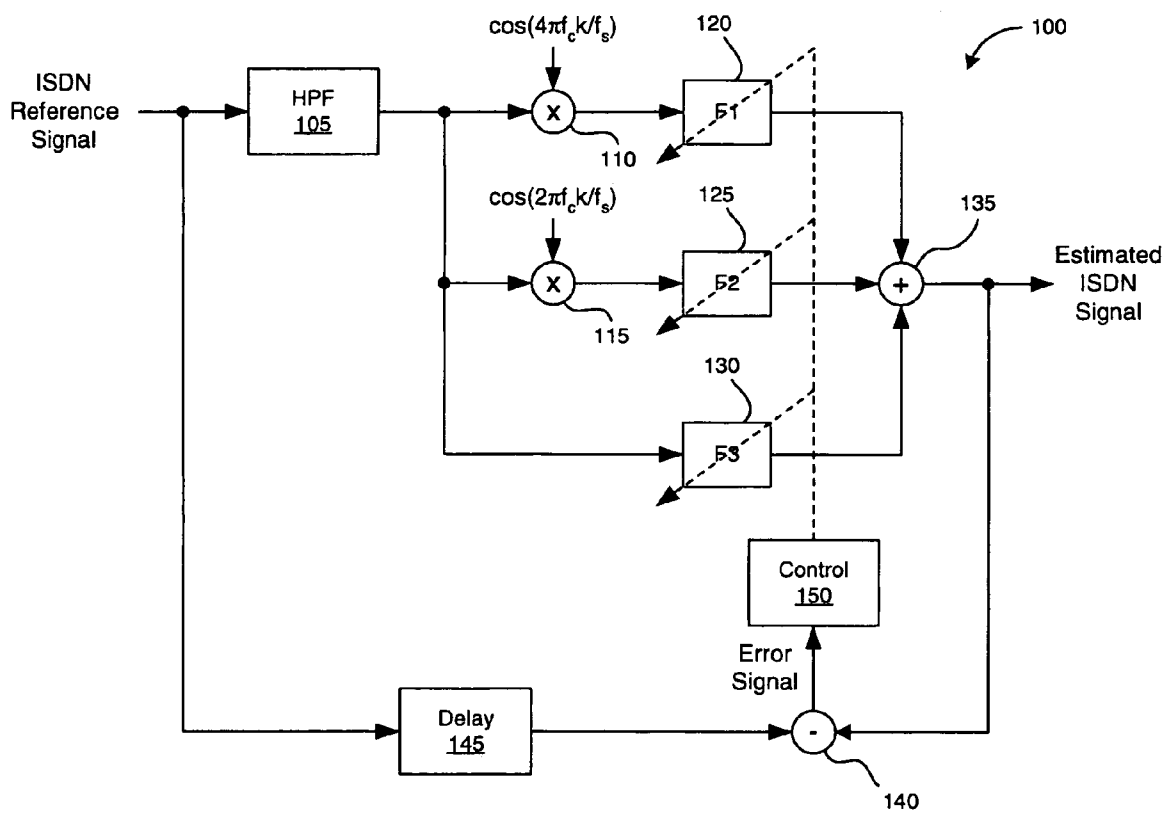 cos(4πf_ck/f_s)
120
100
ISDN
Reference
Signal
HPF
105
X
F1
110
cos(2πf_ck/f_s)
125
135
X
F2
+
Estimated
ISDN
Signal
115
130
F3
Control
150
Error
Signal
Delay
145
-
140